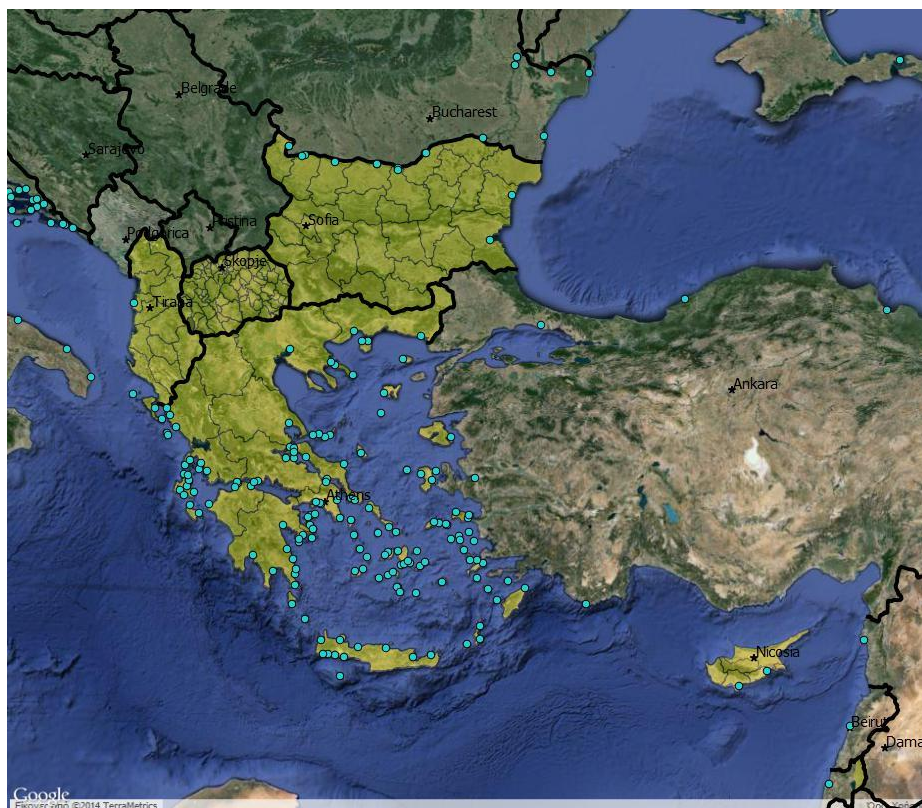 Belgrade
Bucharest
Sarajevo
Pristina
Sofia
Podgorica
Skopje
Tirana
Ankara
Athens
Nicosia
Beirut
Dama
Google
©2014 TerraMetrics